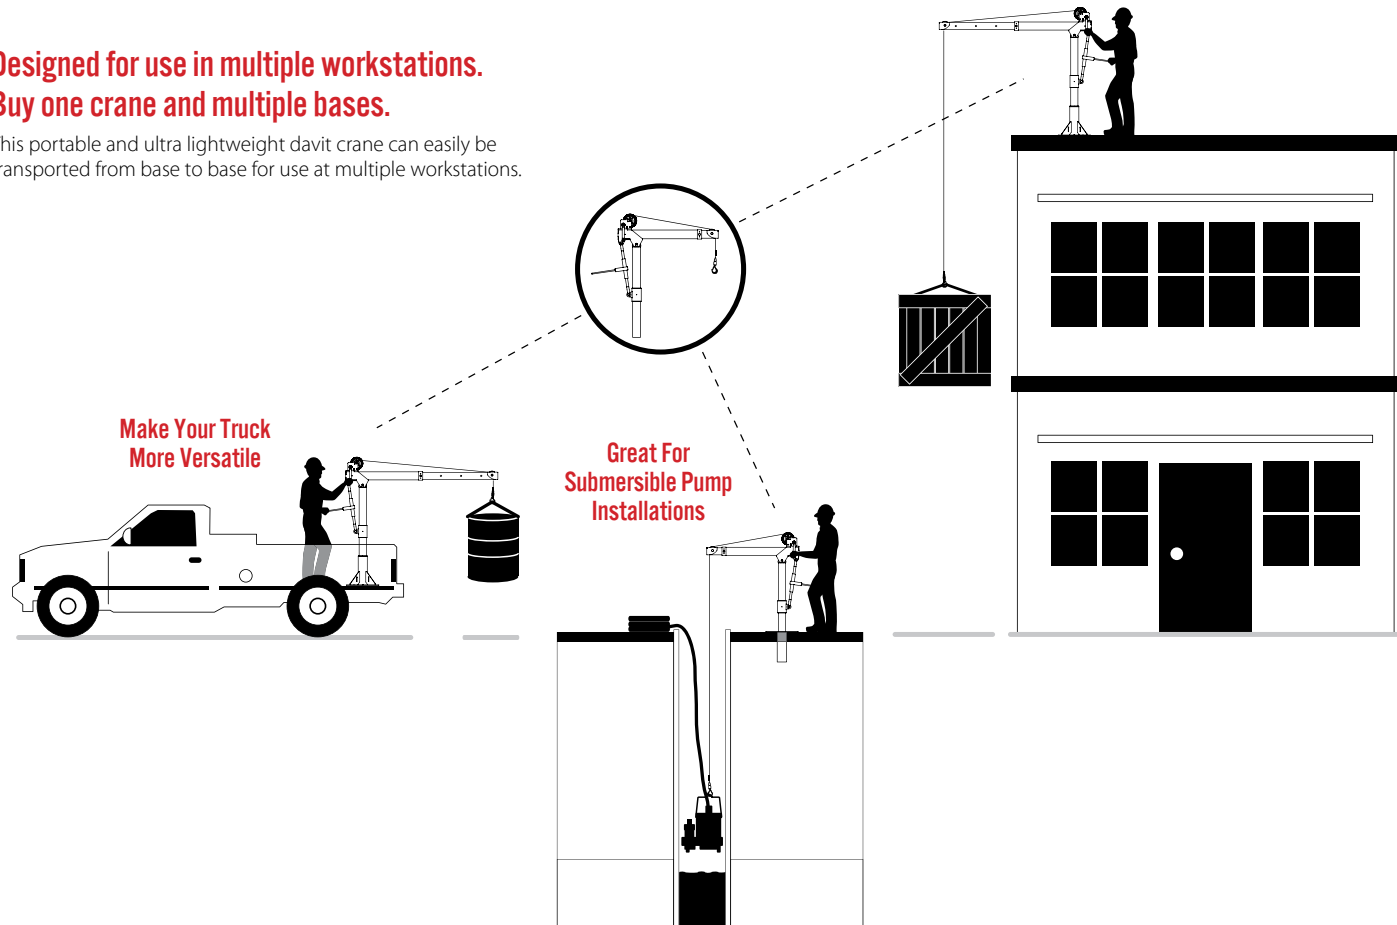 Designed for use in multiple workstations.
Buy one crane and multiple bases.
This portable and ultra lightweight davit crane can easily be
transported from base to base for use at multiple workstations.
Make Your Truck
More Versatile
Great For
Submersible Pump
Installations